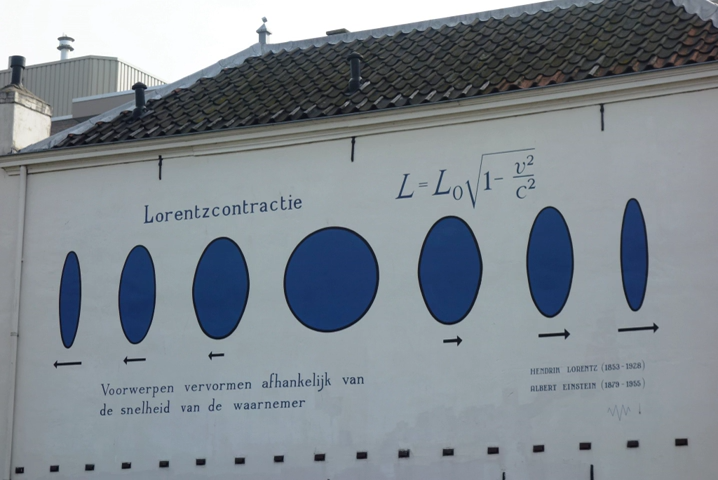 Lorentzcontractie
L = L₀√1 - v²/c²
Voorwerpen vervormen afhankelijk van
de snelheid van de waarnemer
HENDRIK LORENTZ (1853-1928)
ALBERT EINSTEIN (1879-1955)